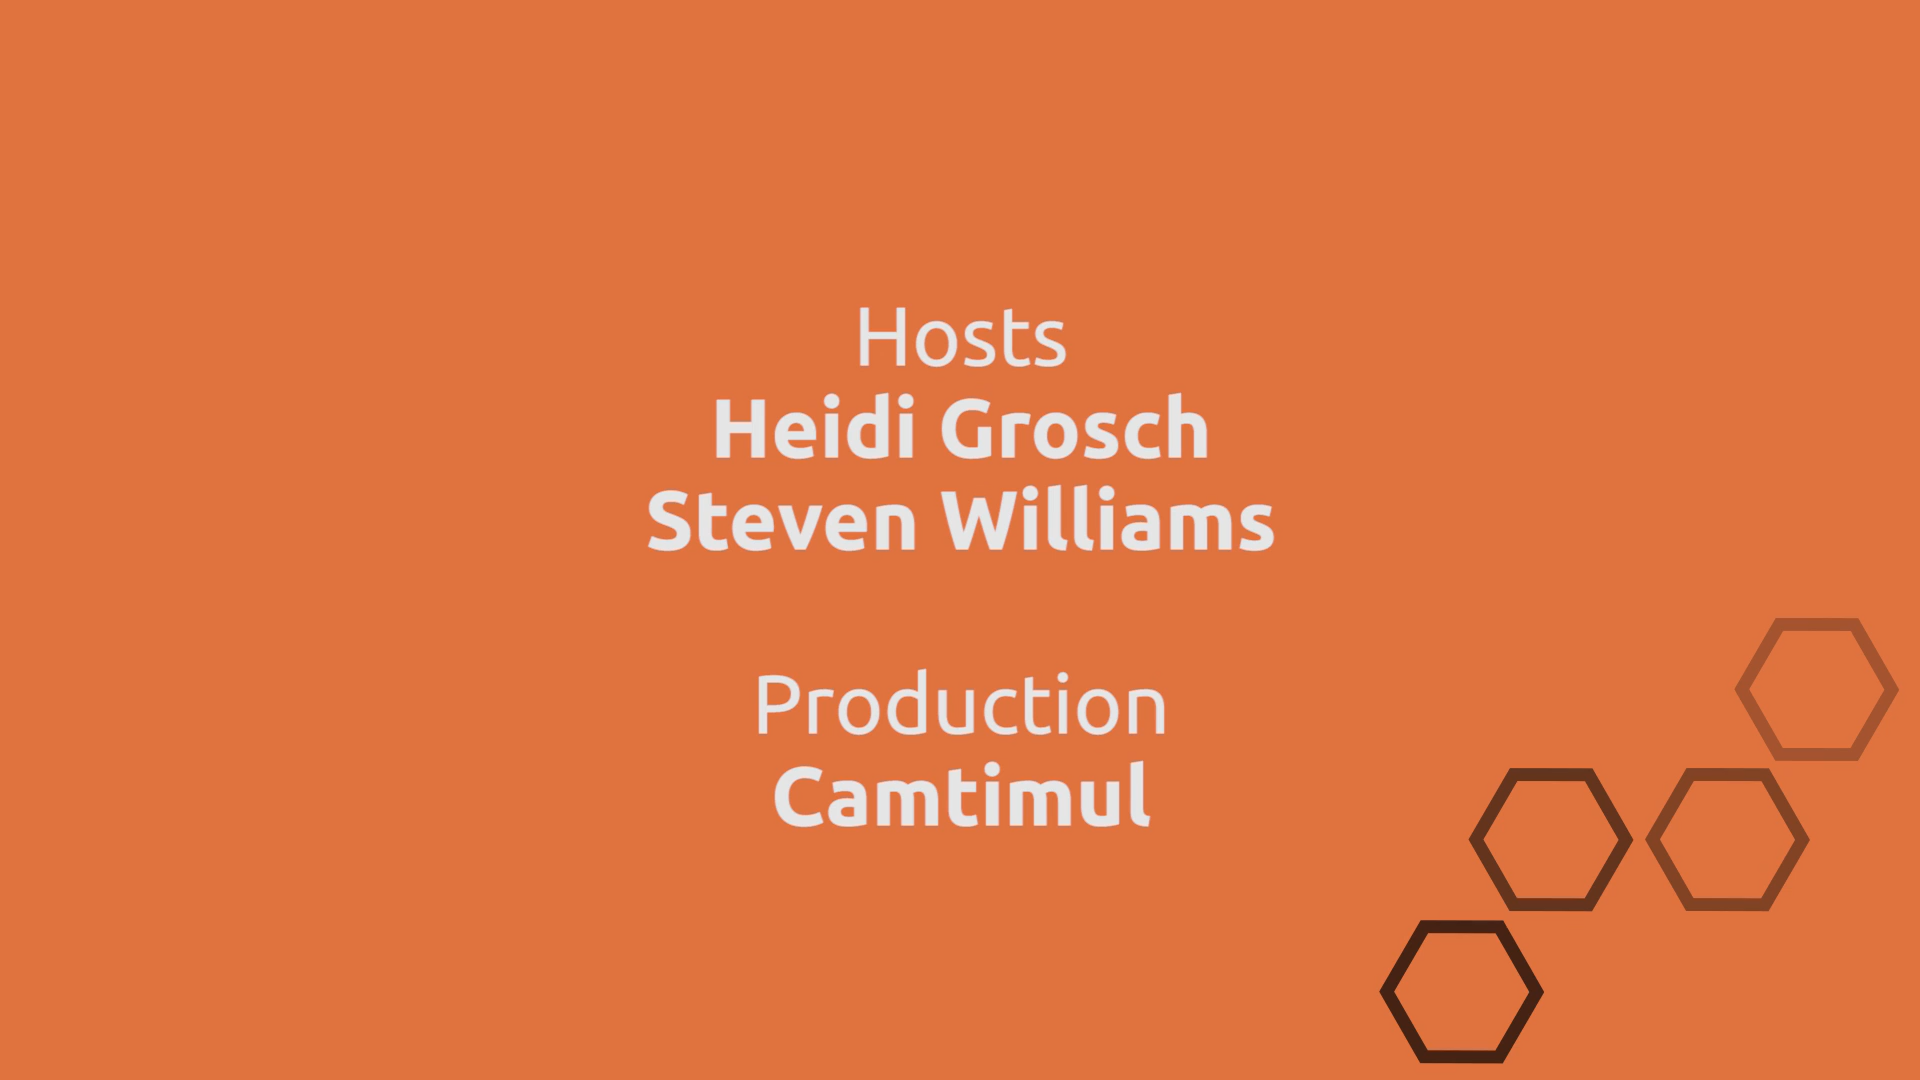 Hosts
Heidi Grosch
Steven Williams
Production
Camtimul